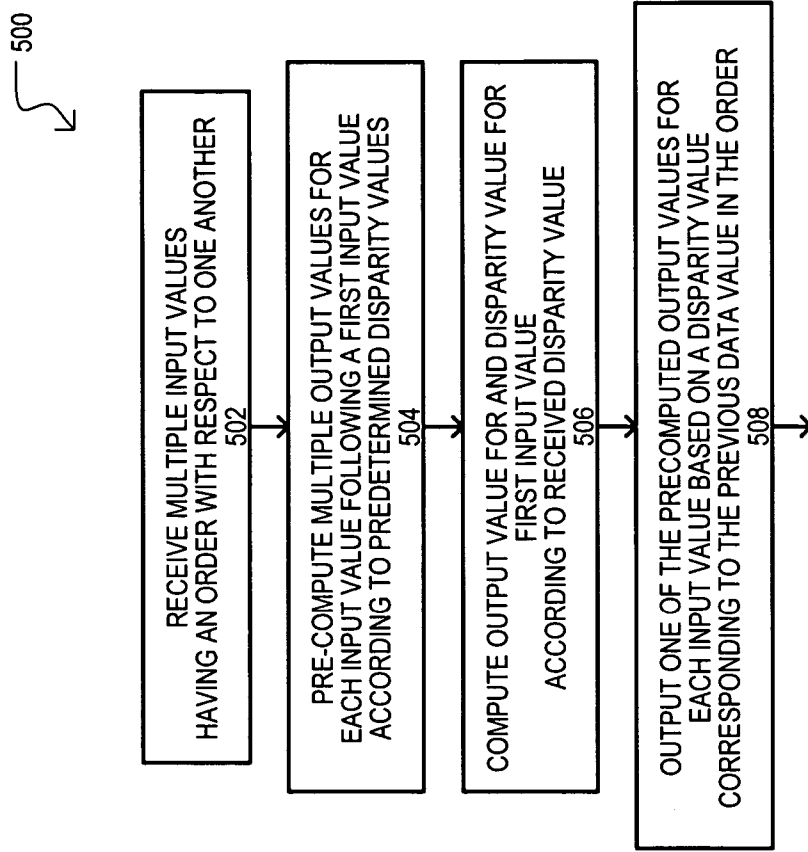 500
RECEIVE MULTIPLE INPUT VALUES
HAVING AN ORDER WITH RESPECT TO ONE ANOTHER
502
PRE-COMPUTE MULTIPLE OUTPUT VALUES FOR
EACH INPUT VALUE FOLLOWING A FIRST INPUT VALUE
ACCORDING TO PREDETERMINED DISPARITY VALUES
504
COMPUTE OUTPUT VALUE FOR AND DISPARITY VALUE FOR
FIRST INPUT VALUE
ACCORDING TO RECEIVED DISPARITY VALUE
506
OUTPUT ONE OF THE PRECOMPUTED OUTPUT VALUES FOR
EACH INPUT VALUE BASED ON A DISPARITY VALUE
CORRESPONDING TO THE PREVIOUS DATA VALUE IN THE ORDER
508